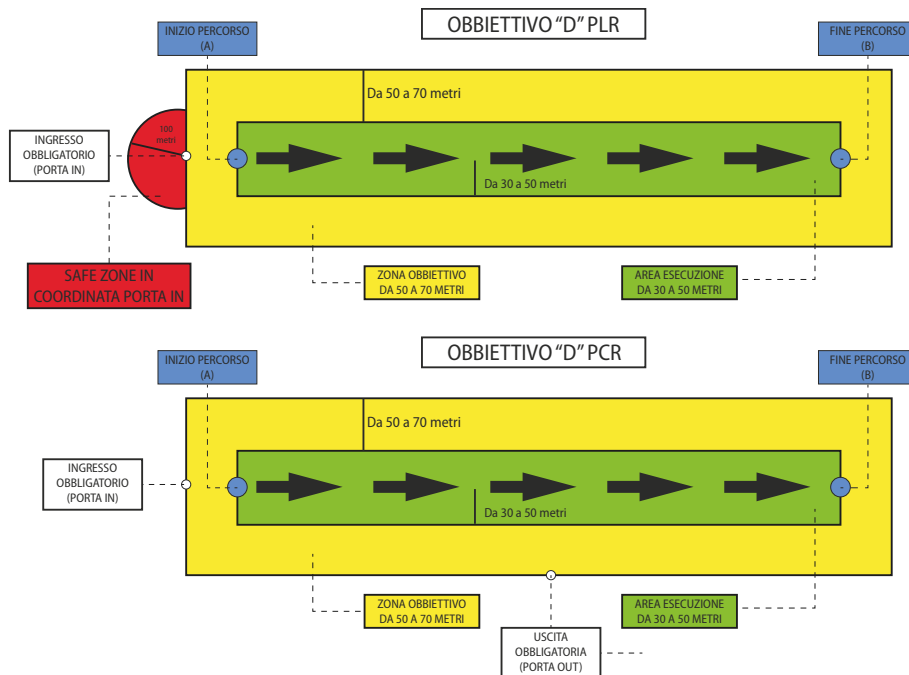 OBBIETTIVO “D” PLR
INIZIO PERCORSO
(A)
FINE PERCORSO
(B)
Da 50 a 70 metri
100
metri
INGRESSO
OBBLIGATORIO
(PORTA IN)
Da 30 a 50 metri
SAFE ZONE IN
COORDINATA PORTA IN
ZONA OBIETTIVO
DA 50 A 70 METRI
AREA ESECUZIONE
DA 30 A 50 METRI
OBBIETTIVO “D” PCR
INIZIO PERCORSO
(A)
FINE PERCORSO
(B)
Da 50 a 70 metri
INGRESSO
OBBLIGATORIO
(PORTA IN)
Da 30 a 50 metri
ZONA OBBIETTIVO
DA 50 A 70 METRI
AREA ESECUZIONE
DA 30 A 50 METRI
USCITA
OBBLIGATORIA
(PORTA OUT)